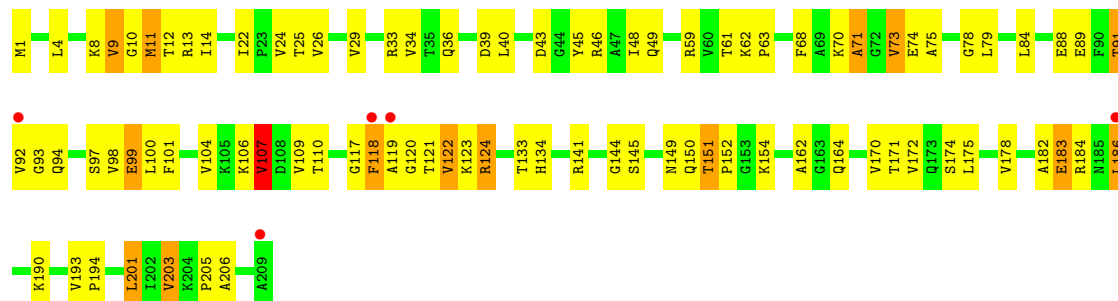 M1 L4 K8 V9 G10 M11 T12 R13 I14 I22 P23 V24 T25 V26 V29 R33 V34 T35 Q36 D39 L40 D43 G44 Y45 R46 A47 I48 Q49 R59 V60 T61 K62 P63 F68 A69 K70 A71 G72 V73 E74 A75 G78 L79 L84 E88 E89 F90 T91
V92 G93 Q94 S97 V98 E99 L100 F101 V104 K105 K106 V107 D108 V109 T110 G117 F118 A119 G120 T121 V122 K123 R124 T133 H134 R141 G144 S145 N149 Q150 T151 P152 G153 K154 A162 G163 Q164 V170 T171 V172 Q173 S174 L175 V178 A182 E183 R184 N185 L186
K190 V193 P194 L201 I202 V203 K204 P205 A206 A209